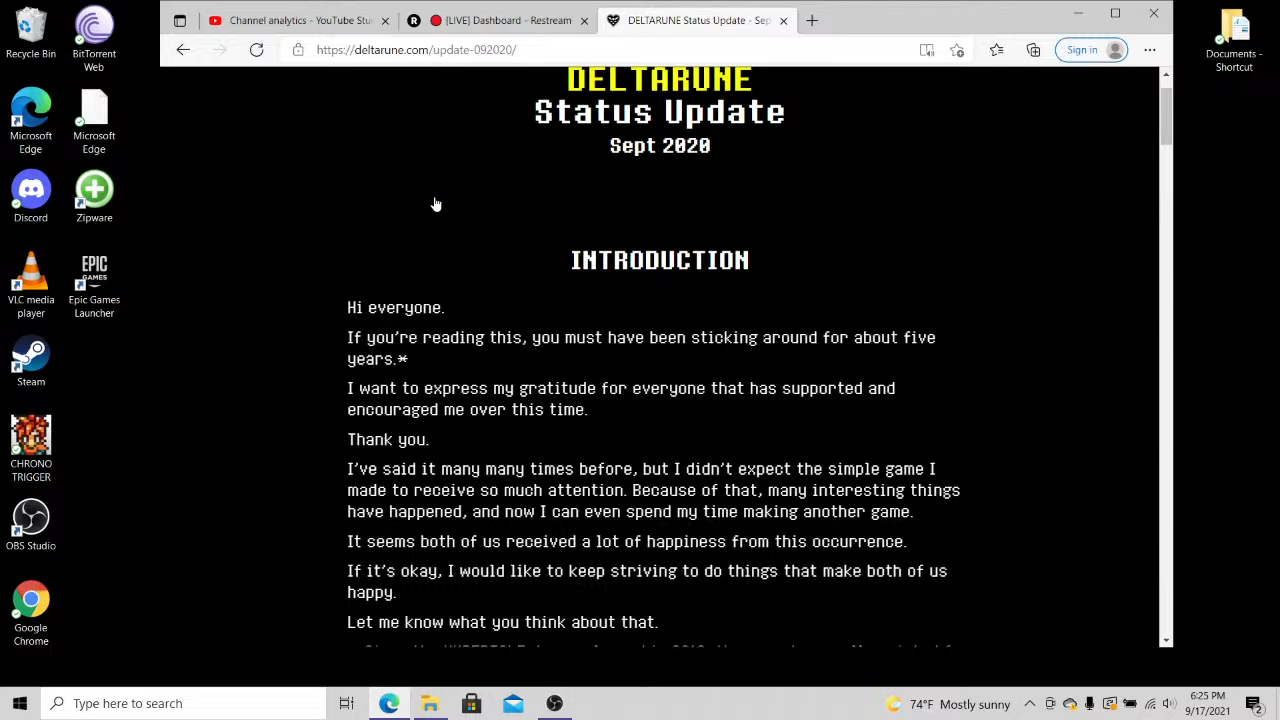 Channel analytics - YouTube Stu
[LIVE] Dashboard - Restream
DELTARUNE Status Update - Sep
https://deltarune.com/update-092020/
Sign in
Recycle Bin
BitTorrent Web
Microsoft Edge
Microsoft Edge
Discord
Zipware
VLC media player
Epic Games Launcher
EPIC GAMES
Steam
CHRONO TRIGGER
OBS Studio
Google Chrome
Documents - Shortcut
DELTARUNE
Status Update
Sept 2020
INTRODUCTION
Hi everyone.
If you're reading this, you must have been sticking around for about five
years.*
I want to express my gratitude for everyone that has supported and
encouraged me over this time.
Thank you.
I've said it many many times before, but I didn't expect the simple game I
made to receive so much attention. Because of that, many interesting things
have happened, and now I can even spend my time making another game.
It seems both of us received a lot of happiness from this occurrence.
If it's okay, I would like to keep striving to do things that make both of us
happy.
Let me know what you think about that.
Type here to search
74°F Mostly sunny
6:25 PM
9/17/2021
2